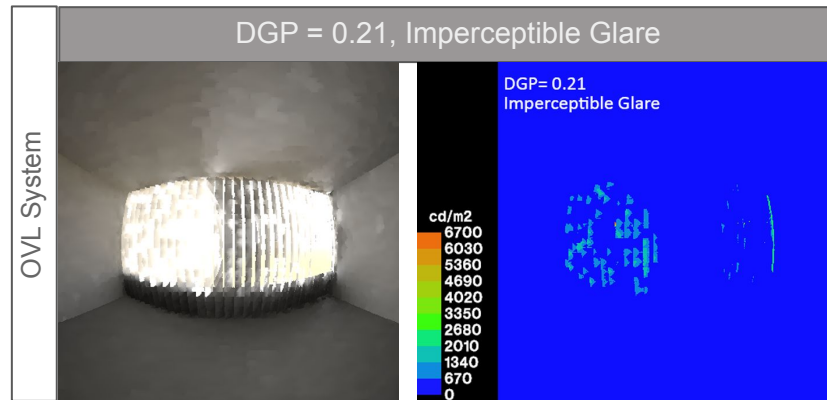 DGP = 0.21, Imperceptible Glare
OVL System
DGP= 0.21
Imperceptible Glare
cd/m2
6700
6030
5360
4690
4020
3350
2680
2010
1340
670
0